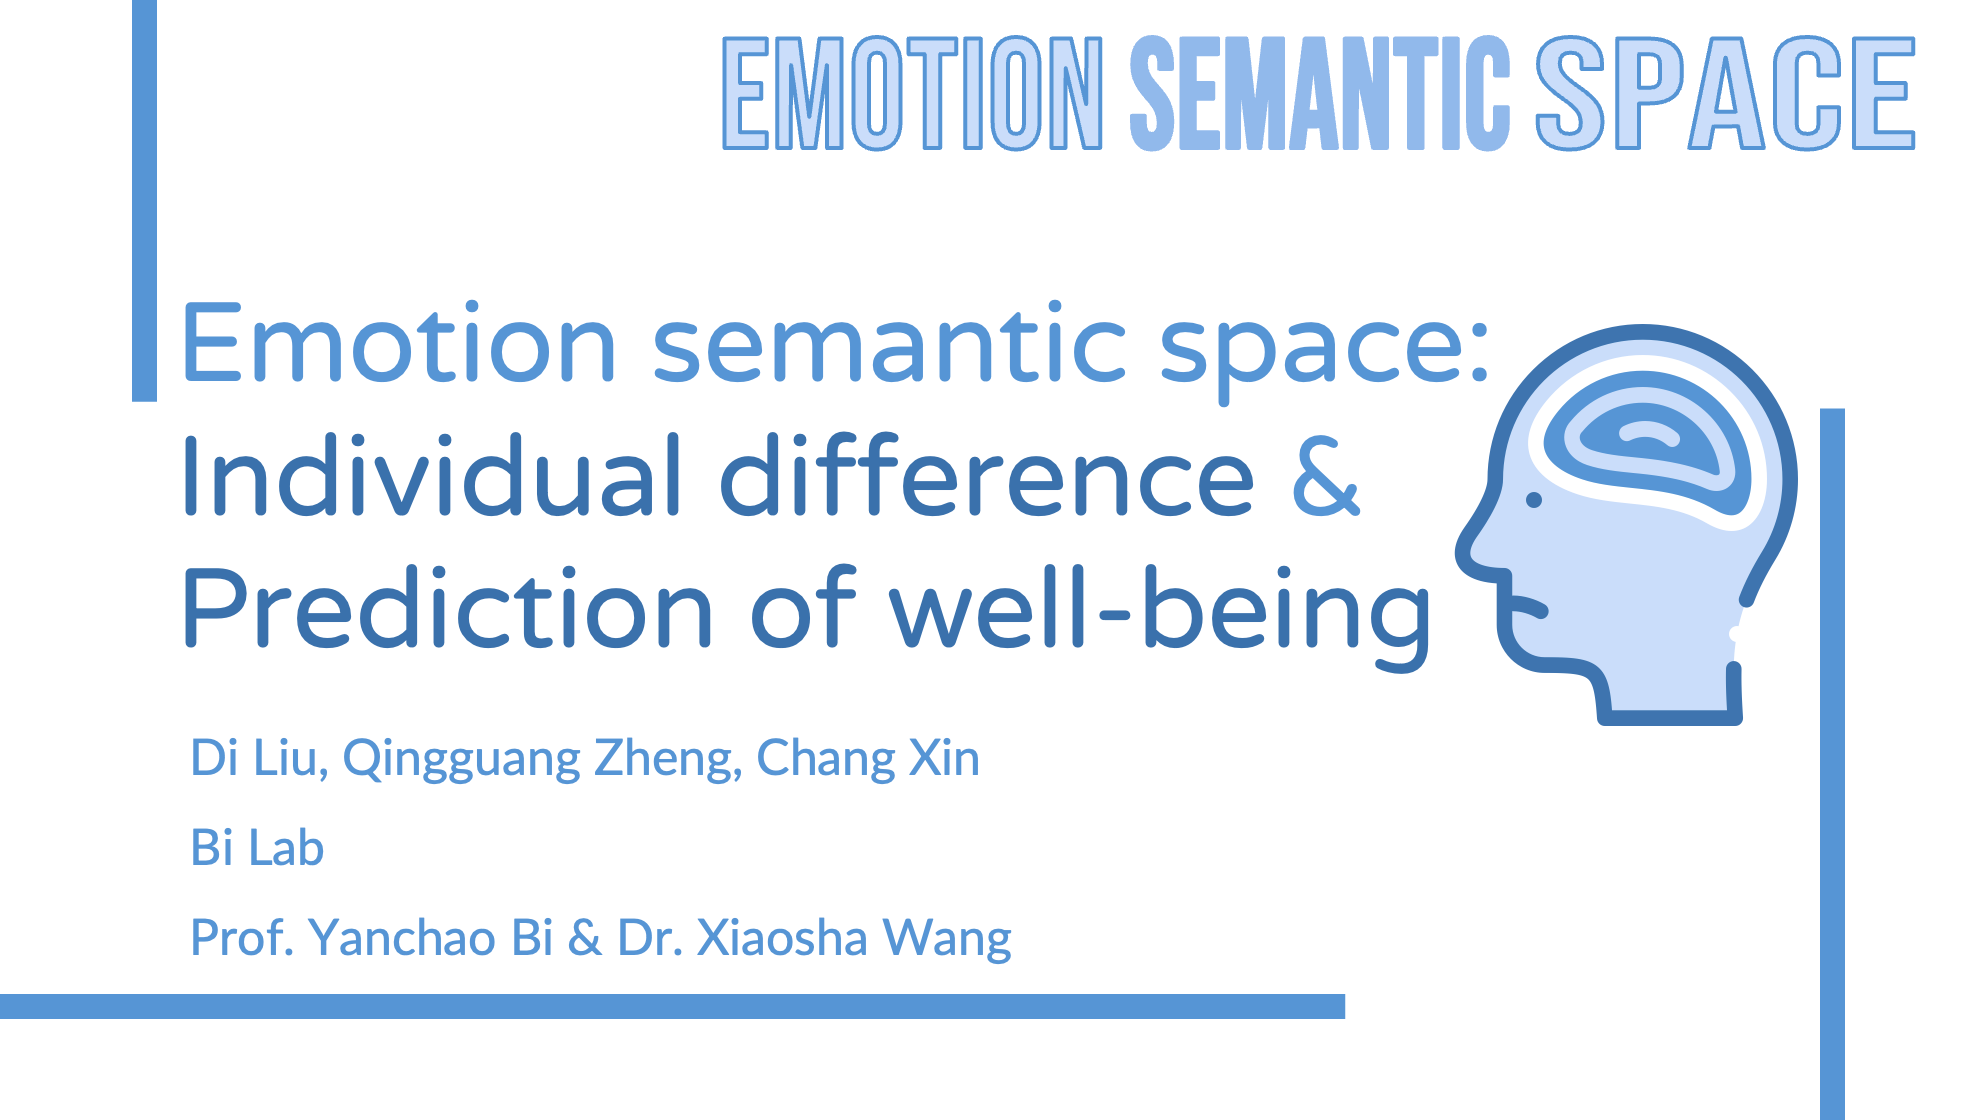 EMOTION SEMANTIC SPACE
Emotion semantic space:
Individual difference &
Prediction of well-being
Di Liu, Qingguang Zheng, Chang Xin
Bi Lab
Prof. Yanchao Bi & Dr. Xiaosha Wang